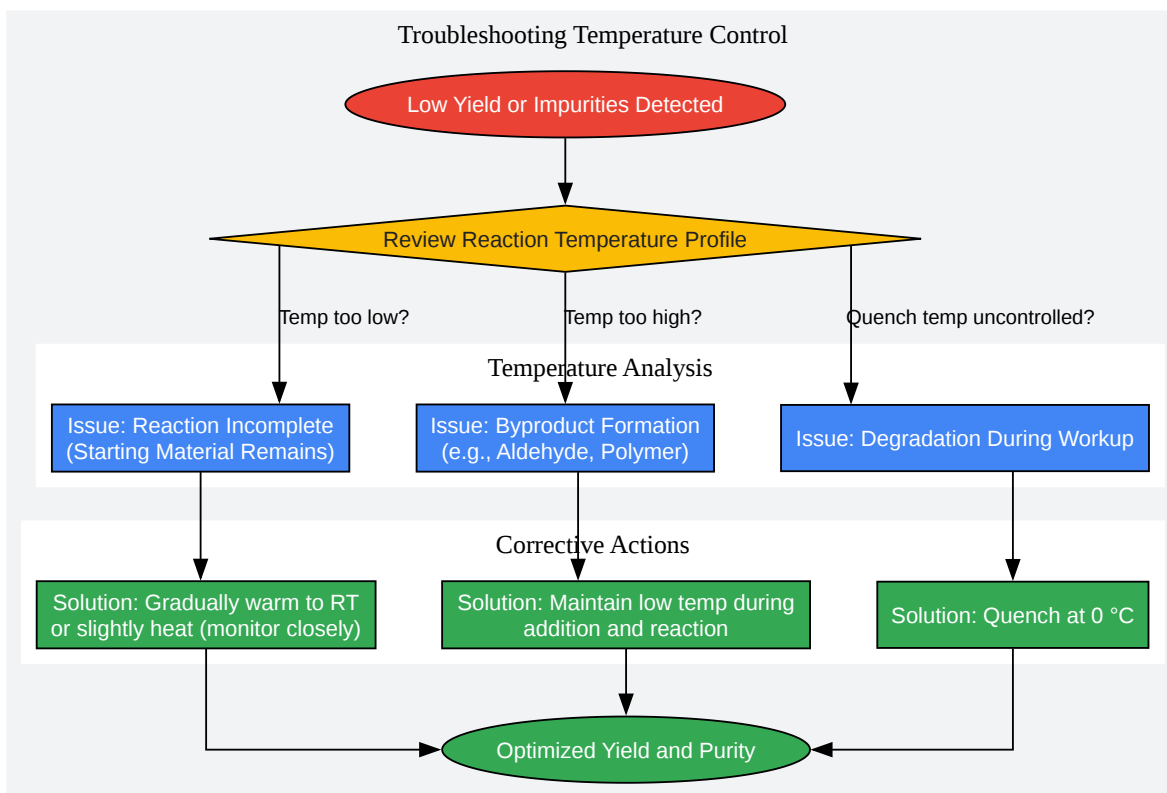 Troubleshooting Temperature Control
Low Yield or Impurities Detected
Review Reaction Temperature Profile
Temp too low?
Temp too high?
Quench temp uncontrolled?
Temperature Analysis
Issue: Reaction Incomplete
(Starting Material Remains)
Issue: Byproduct Formation
(e.g., Aldehyde, Polymer)
Issue: Degradation During Workup
Corrective Actions
Solution: Gradually warm to RT
or slightly heat (monitor closely)
Solution: Maintain low temp during
addition and reaction
Solution: Quench at 0 °C
Optimized Yield and Purity